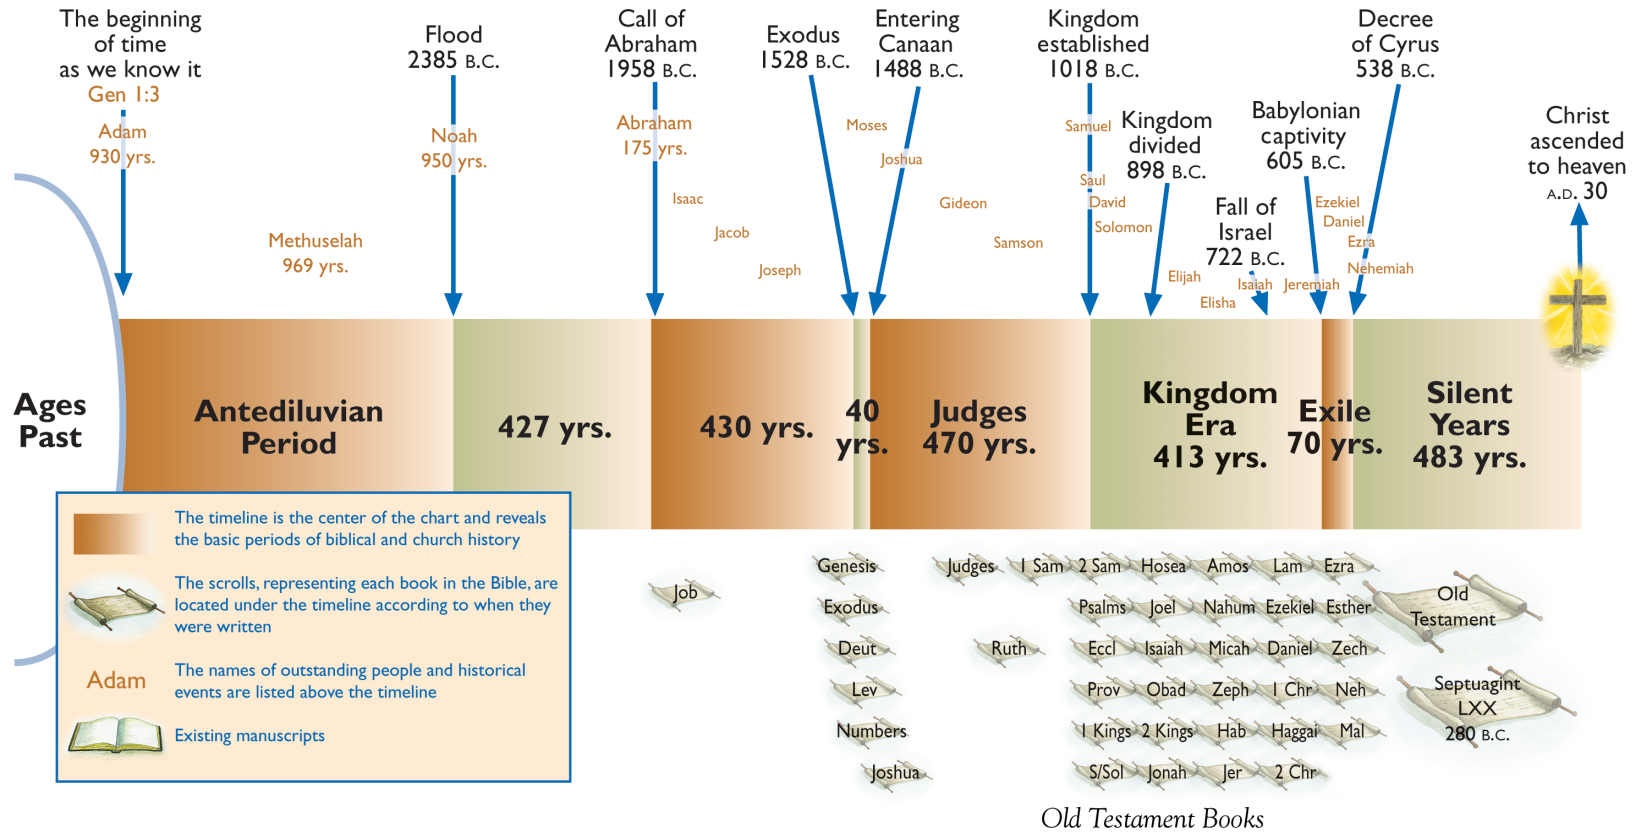 The beginning
of time
as we know it
Gen 1:3
Adam
930 yrs.
Methuselah
969 yrs.
Flood
2385 B.C.
Noah
950 yrs.
Call of
Abraham
1958 B.C.
Abraham
175 yrs.
Isaac
Jacob
Joseph
Exodus
1528 B.C.
Moses
Entering
Canaan
1488 B.C.
Joshua
Gideon
Samson
Kingdom
established
1018 B.C.
Samuel
Saul
David
Solomon
Kingdom
divided
898 B.C.
Elijah
Elisha
Fall of
Israel
722 B.C.
Isaiah
Babylonian
captivity
605 B.C.
Jeremiah
Decree
of Cyrus
538 B.C.
Ezekiel
Daniel
Ezra
Nehemiah
Christ
ascended
to heaven
A.D. 30
Ages
Past
Antediluvian
Period
427 yrs.
430 yrs.
40
yrs.
Judges
470 yrs.
Kingdom
Era
413 yrs.
Exile
70 yrs.
Silent
Years
483 yrs.
The timeline is the center of the chart and reveals
the basic periods of biblical and church history
The scrolls, representing each book in the Bible, are
located under the timeline according to when they
were written
Adam
The names of outstanding people and historical
events are listed above the timeline
Existing manuscripts
Job
Genesis
Exodus
Deut
Lev
Numbers
Joshua
Judges
Ruth
1 Sam
2 Sam
Hosea
Amos
Lam
Ezra
Psalms
Joel
Nahum
Ezekiel
Esther
Eccl
Isaiah
Micah
Daniel
Zech
Prov
Obad
Zeph
1 Chr
Neh
1 Kings
2 Kings
Hab
Haggai
Mal
S/Sol
Jonah
Jer
2 Chr
Old
Testament
Septuagint
LXX
280 B.C.
Old Testament Books